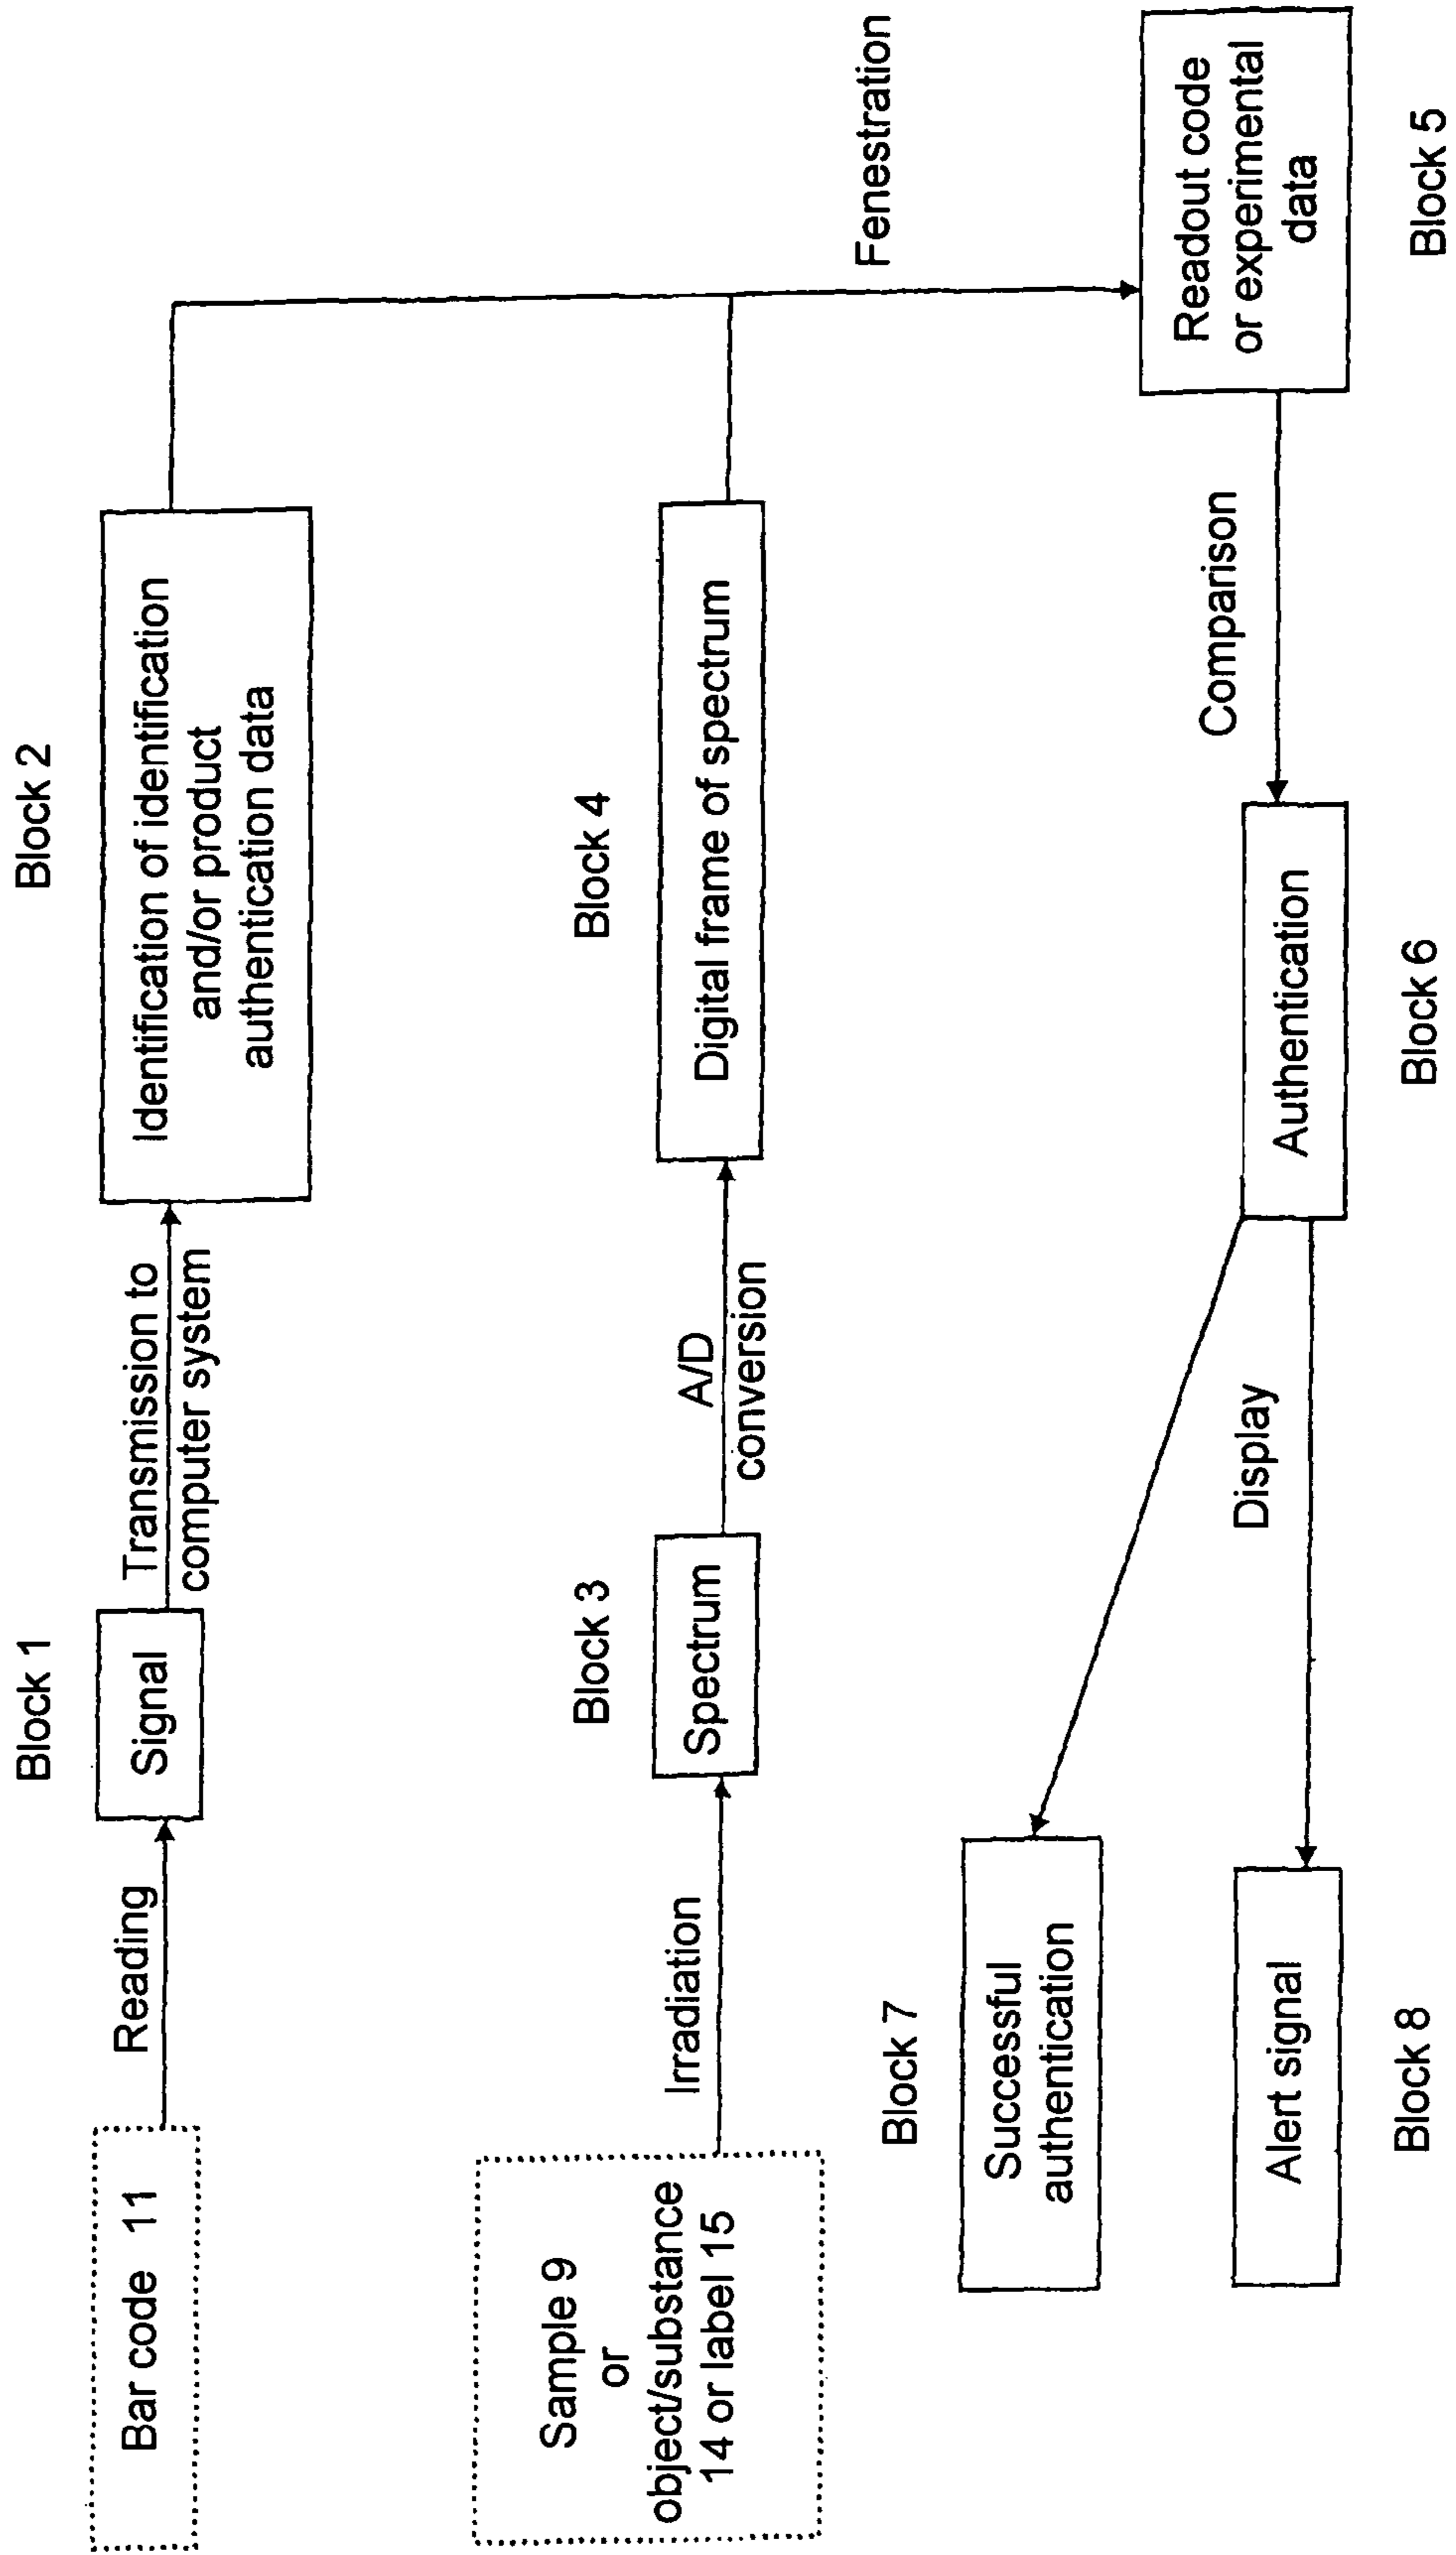 Block 1
Block 2
Bar code 11
Reading
Signal
Transmission to
computer system
Identification of identification
and/or product
authentication data
Block 3
Block 4
Sample 9
or
object/substance
14 or label 15
Irradiation
Spectrum
A/D
conversion
Digital frame of spectrum
Fenestration
Block 7
Successful
authentication
Display
Comparison
Readout code
or experimental
data
Alert signal
Authentication
Block 8
Block 6
Block 5